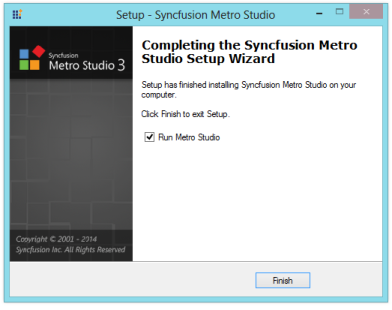 Setup - Syncfusion Metro Studio
Syncfusion
Metro Studio 3
Completing the Syncfusion Metro
Studio Setup Wizard
Setup has finished installing Syncfusion Metro Studio on your
computer.
Click Finish to exit Setup.
Run Metro Studio
Copyright © 2001 - 2014
Syncfusion Inc. All Rights Reserved
Finish